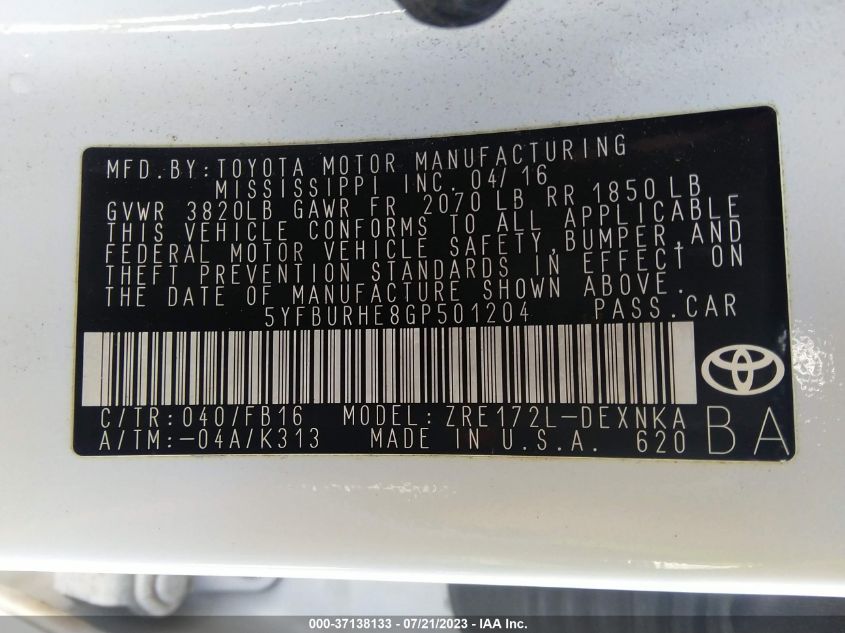 MFD.BY:TOYOTA MOTOR MANUFACTURING
MISSISSIPPI INC. 04/16
GVWR 3820LB GAWR FR 2070 LB RR 1850 LB
THIS VEHICLE CONFORMS TO ALL APPLICABLE
FEDERAL MOTOR VEHICLE SAFETY,BUMPER,AND
THEFT PREVENTION STANDARDS IN EFFECT ON
THE DATE OF MANUFACTURE SHOWN ABOVE.
5YFBURHE8GP501204 PASS.CAR
C/TR:040/FB16 MODEL:ZRE172L-DEXNKA
A/TM:-04A/K313 MADE IN U.S.A. 620
BA
000-37138133 - 07/21/2023 - IAA Inc.